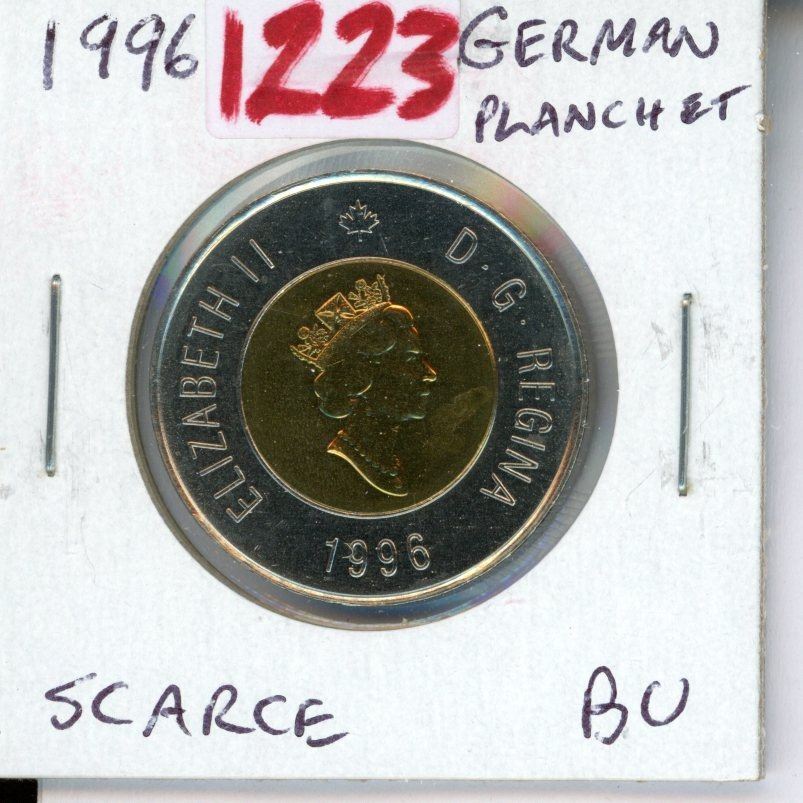 1996 1223 GERMAN
PLANCHET
ELIZABETH II D·G·REGINA
1996
SCARCE BU